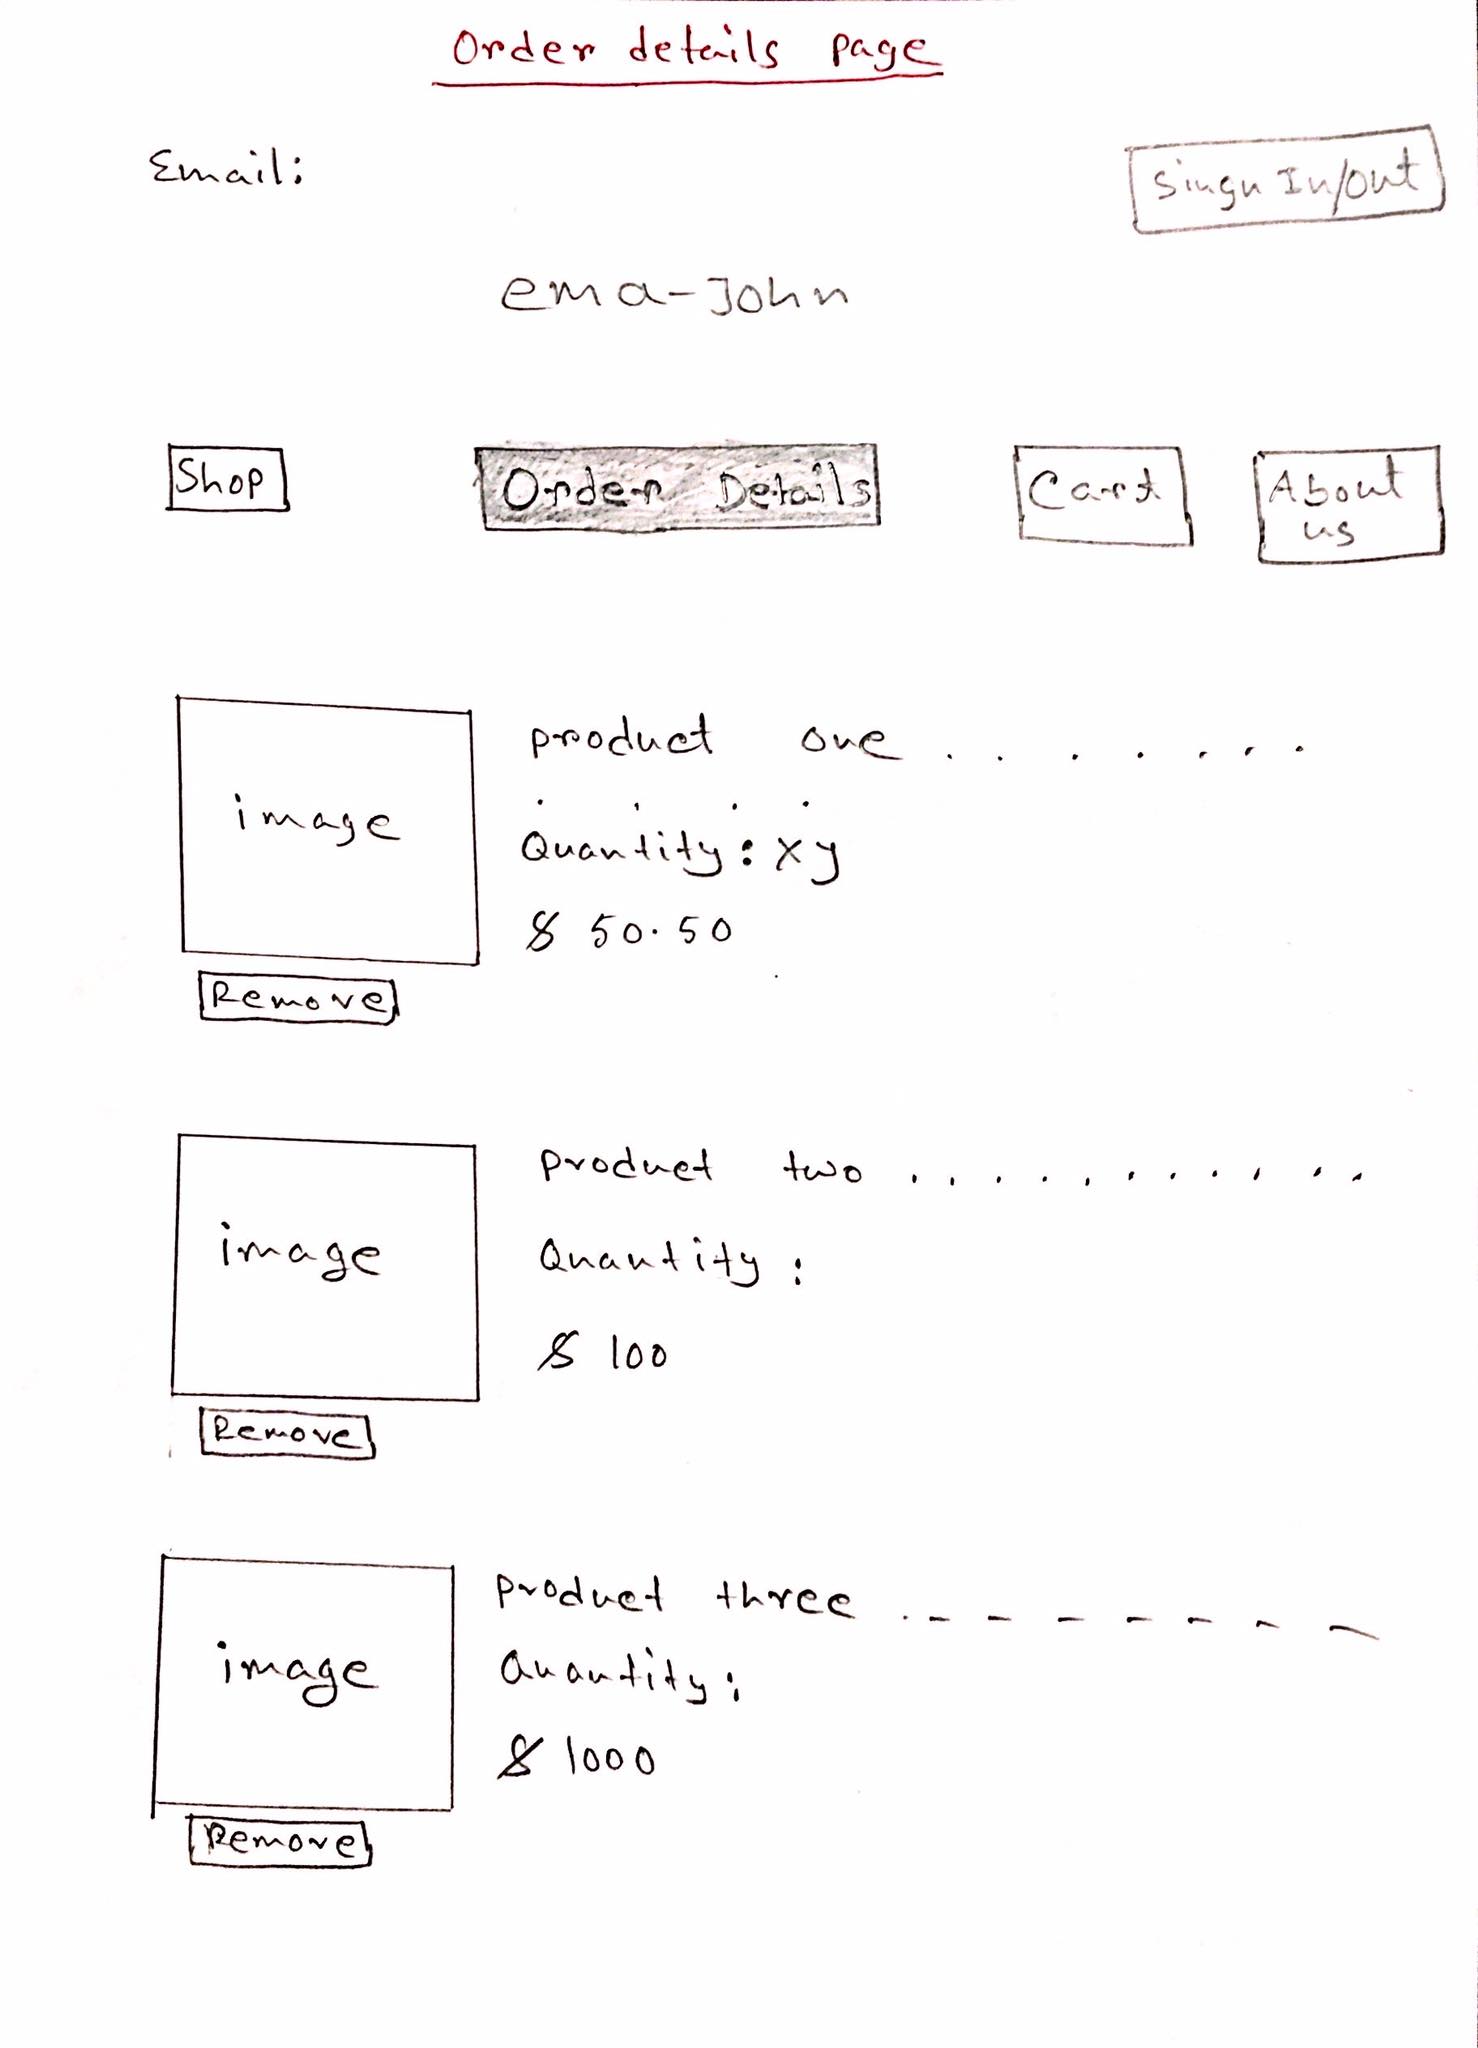 Order details page
Email:
Singn In/Out
ema-John
Shop
Order Details
Cart
About us
image
product one . . . . . . .
. . . .
Quantity: xy
$ 50.50
Remove
image
product two . . . . . . . . . . .
Quantity:
$ 100
Remove
image
product three . - - - - - - -
Quantity:
$ 1000
Remove